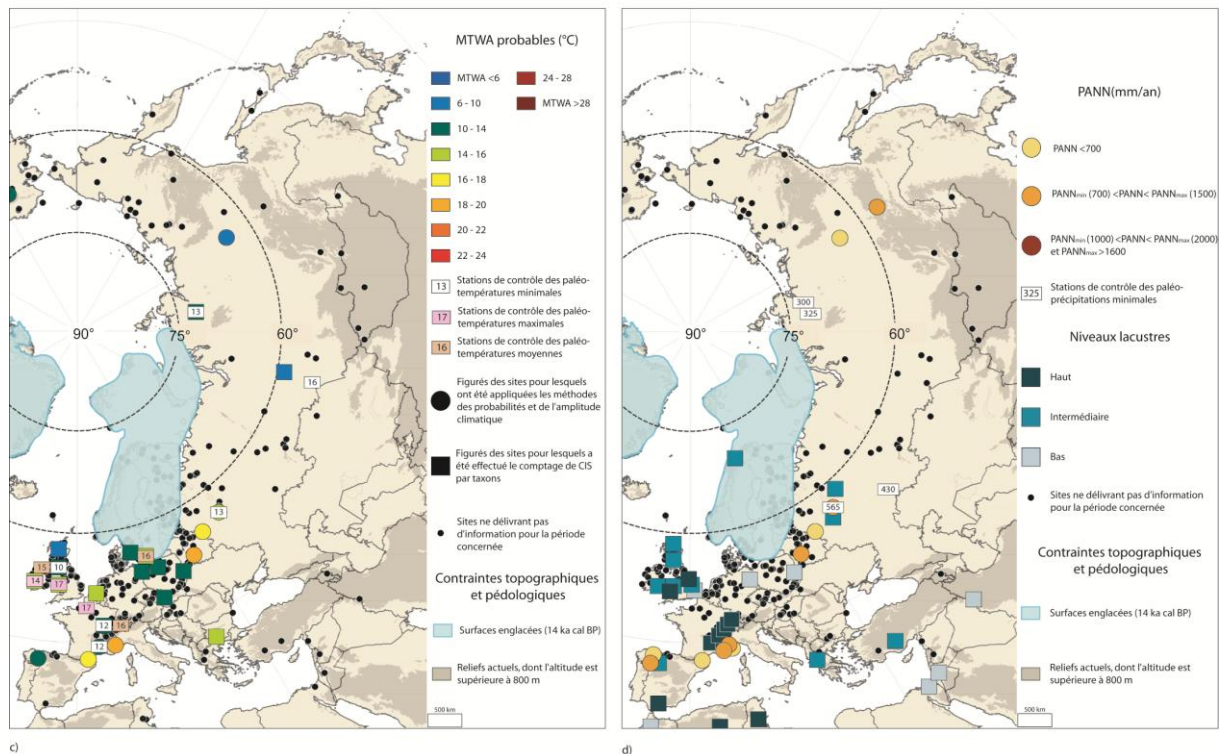 MTWA probables (°C)
MTWA <6
24 - 28
6 - 10
MTWA >28
10 - 14
14 - 16
16 - 18
18 - 20
20 - 22
22 - 24
13 Stations de contrôle des paléo-
températures minimales
17 Stations de contrôle des paléo-
températures maximales
16 Stations de contrôle des paléo-
températures moyennes
Figurés des sites pour lesquels
ont été appliquées les méthodes
des probabilités et de l'amplitude
climatique
Figurés des sites pour lesquels a
été effectué le comptage de CIS
par taxons
Sites ne délivrant pas
d'information pour la période
concernée
Contraintes topographiques
et pédologiques
Surfaces englacées (14 ka cal BP)
Reliefs actuels, dont l'altitude est
supérieure à 800 m
500 km
13
90°
75°
60°
16
13
16
15
10
14
17
17
12
16
12
c)
PANN(mm/an)
PANN <700
PANNmin (700) <PANN< PANNmax (1500)
PANNmin (1000) <PANN< PANNmax (2000)
et PANNmax >1600
325 Stations de contrôle des paléo-
précipitations minimales
Niveaux lacustres
Haut
Intermédiaire
Bas
Sites ne délivrant pas d'information
pour la période concernée
Contraintes topographiques
et pédologiques
Surfaces englacées (14 ka cal BP)
Reliefs actuels, dont l'altitude est
supérieure à 800 m
500 km
300
325
90°
75°
60°
430
565
d)